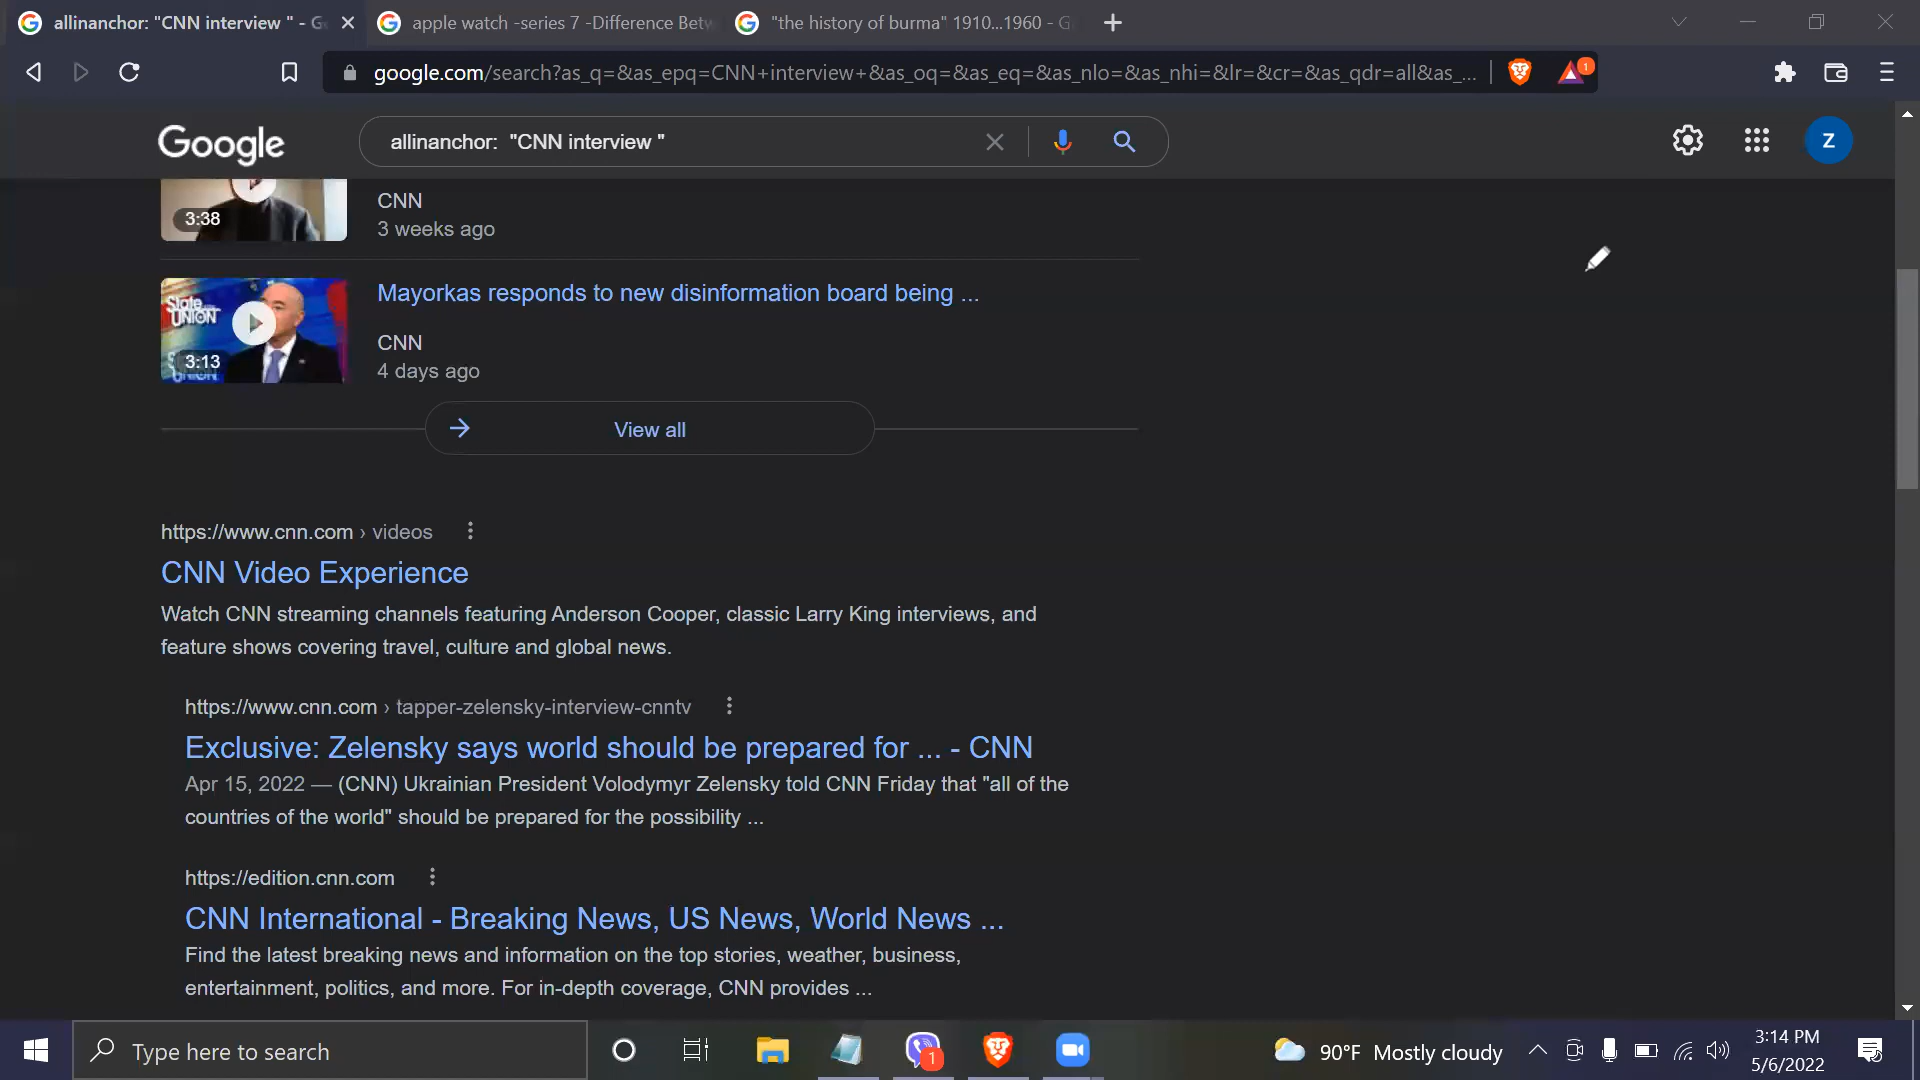 allinanchor: "CNN interview " - G
apple watch -series 7 -Difference Betw
"the history of burma" 1910...1960 - G
google.com/search?as_q=&as_epq=CNN+interview+&as_oq=&as_eq=&as_nlo=&as_nhi=&lr=&cr=&as_qdr=all&as_...
1
Google
allinanchor: "CNN interview "
Z
3:38
CNN
3 weeks ago
State
UNION
3:13
Mayorkas responds to new disinformation board being ...
CNN
4 days ago
View all
https://www.cnn.com › videos
CNN Video Experience
Watch CNN streaming channels featuring Anderson Cooper, classic Larry King interviews, and
feature shows covering travel, culture and global news.
https://www.cnn.com › tapper-zelensky-interview-cnntv
Exclusive: Zelensky says world should be prepared for ... - CNN
Apr 15, 2022 — (CNN) Ukrainian President Volodymyr Zelensky told CNN Friday that "all of the
countries of the world" should be prepared for the possibility ...
https://edition.cnn.com
CNN International - Breaking News, US News, World News ...
Find the latest breaking news and information on the top stories, weather, business,
entertainment, politics, and more. For in-depth coverage, CNN provides ...
Type here to search
1
90°F Mostly cloudy
3:14 PM
5/6/2022